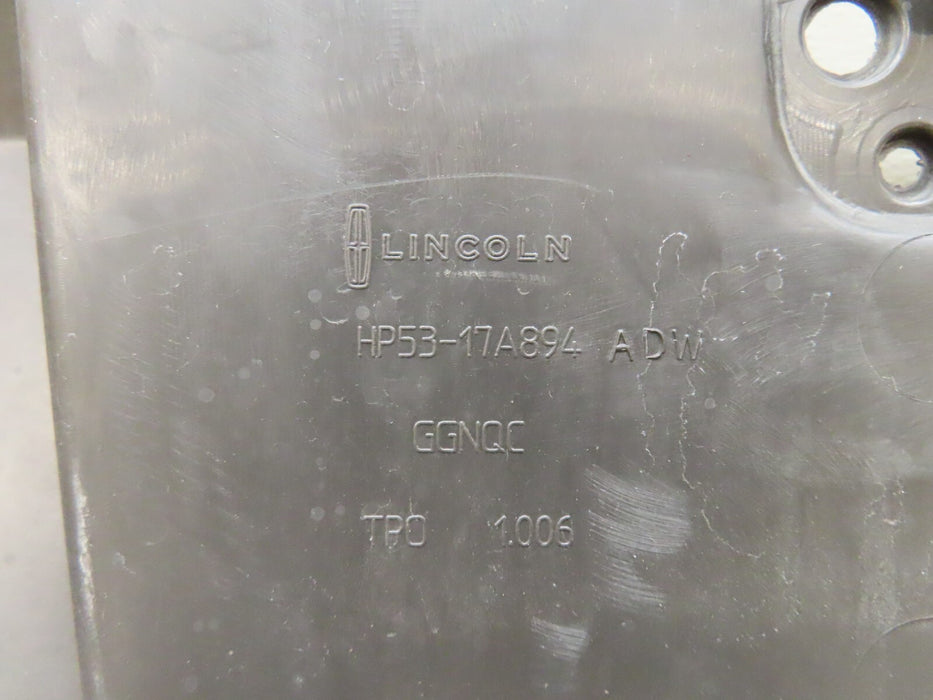 LINCOLN
HP53-17A894 ADW
GGNQC
TPO 1.006